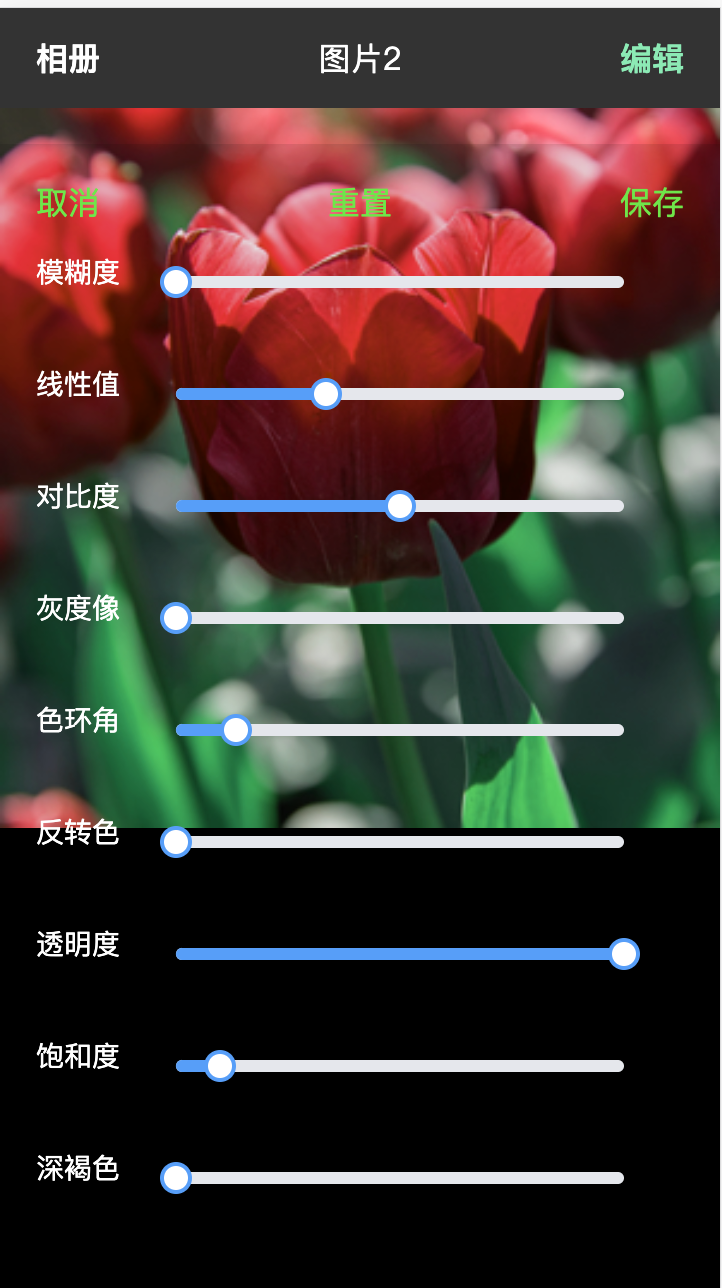 相册 图片2 编辑
取消 重置 保存
模糊度
线性值
对比度
灰度像
色环角
反转色
透明度
饱和度
深褐色